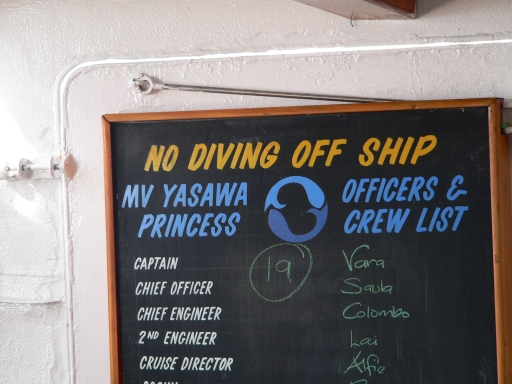 NO DIVING OFF SHIP
MV YASAWA PRINCESS
OFFICERS & CREW LIST
19
CAPTAIN Vara
CHIEF OFFICER Saula
CHIEF ENGINEER Colombo
2ND ENGINEER Lai
CRUISE DIRECTOR Alfie